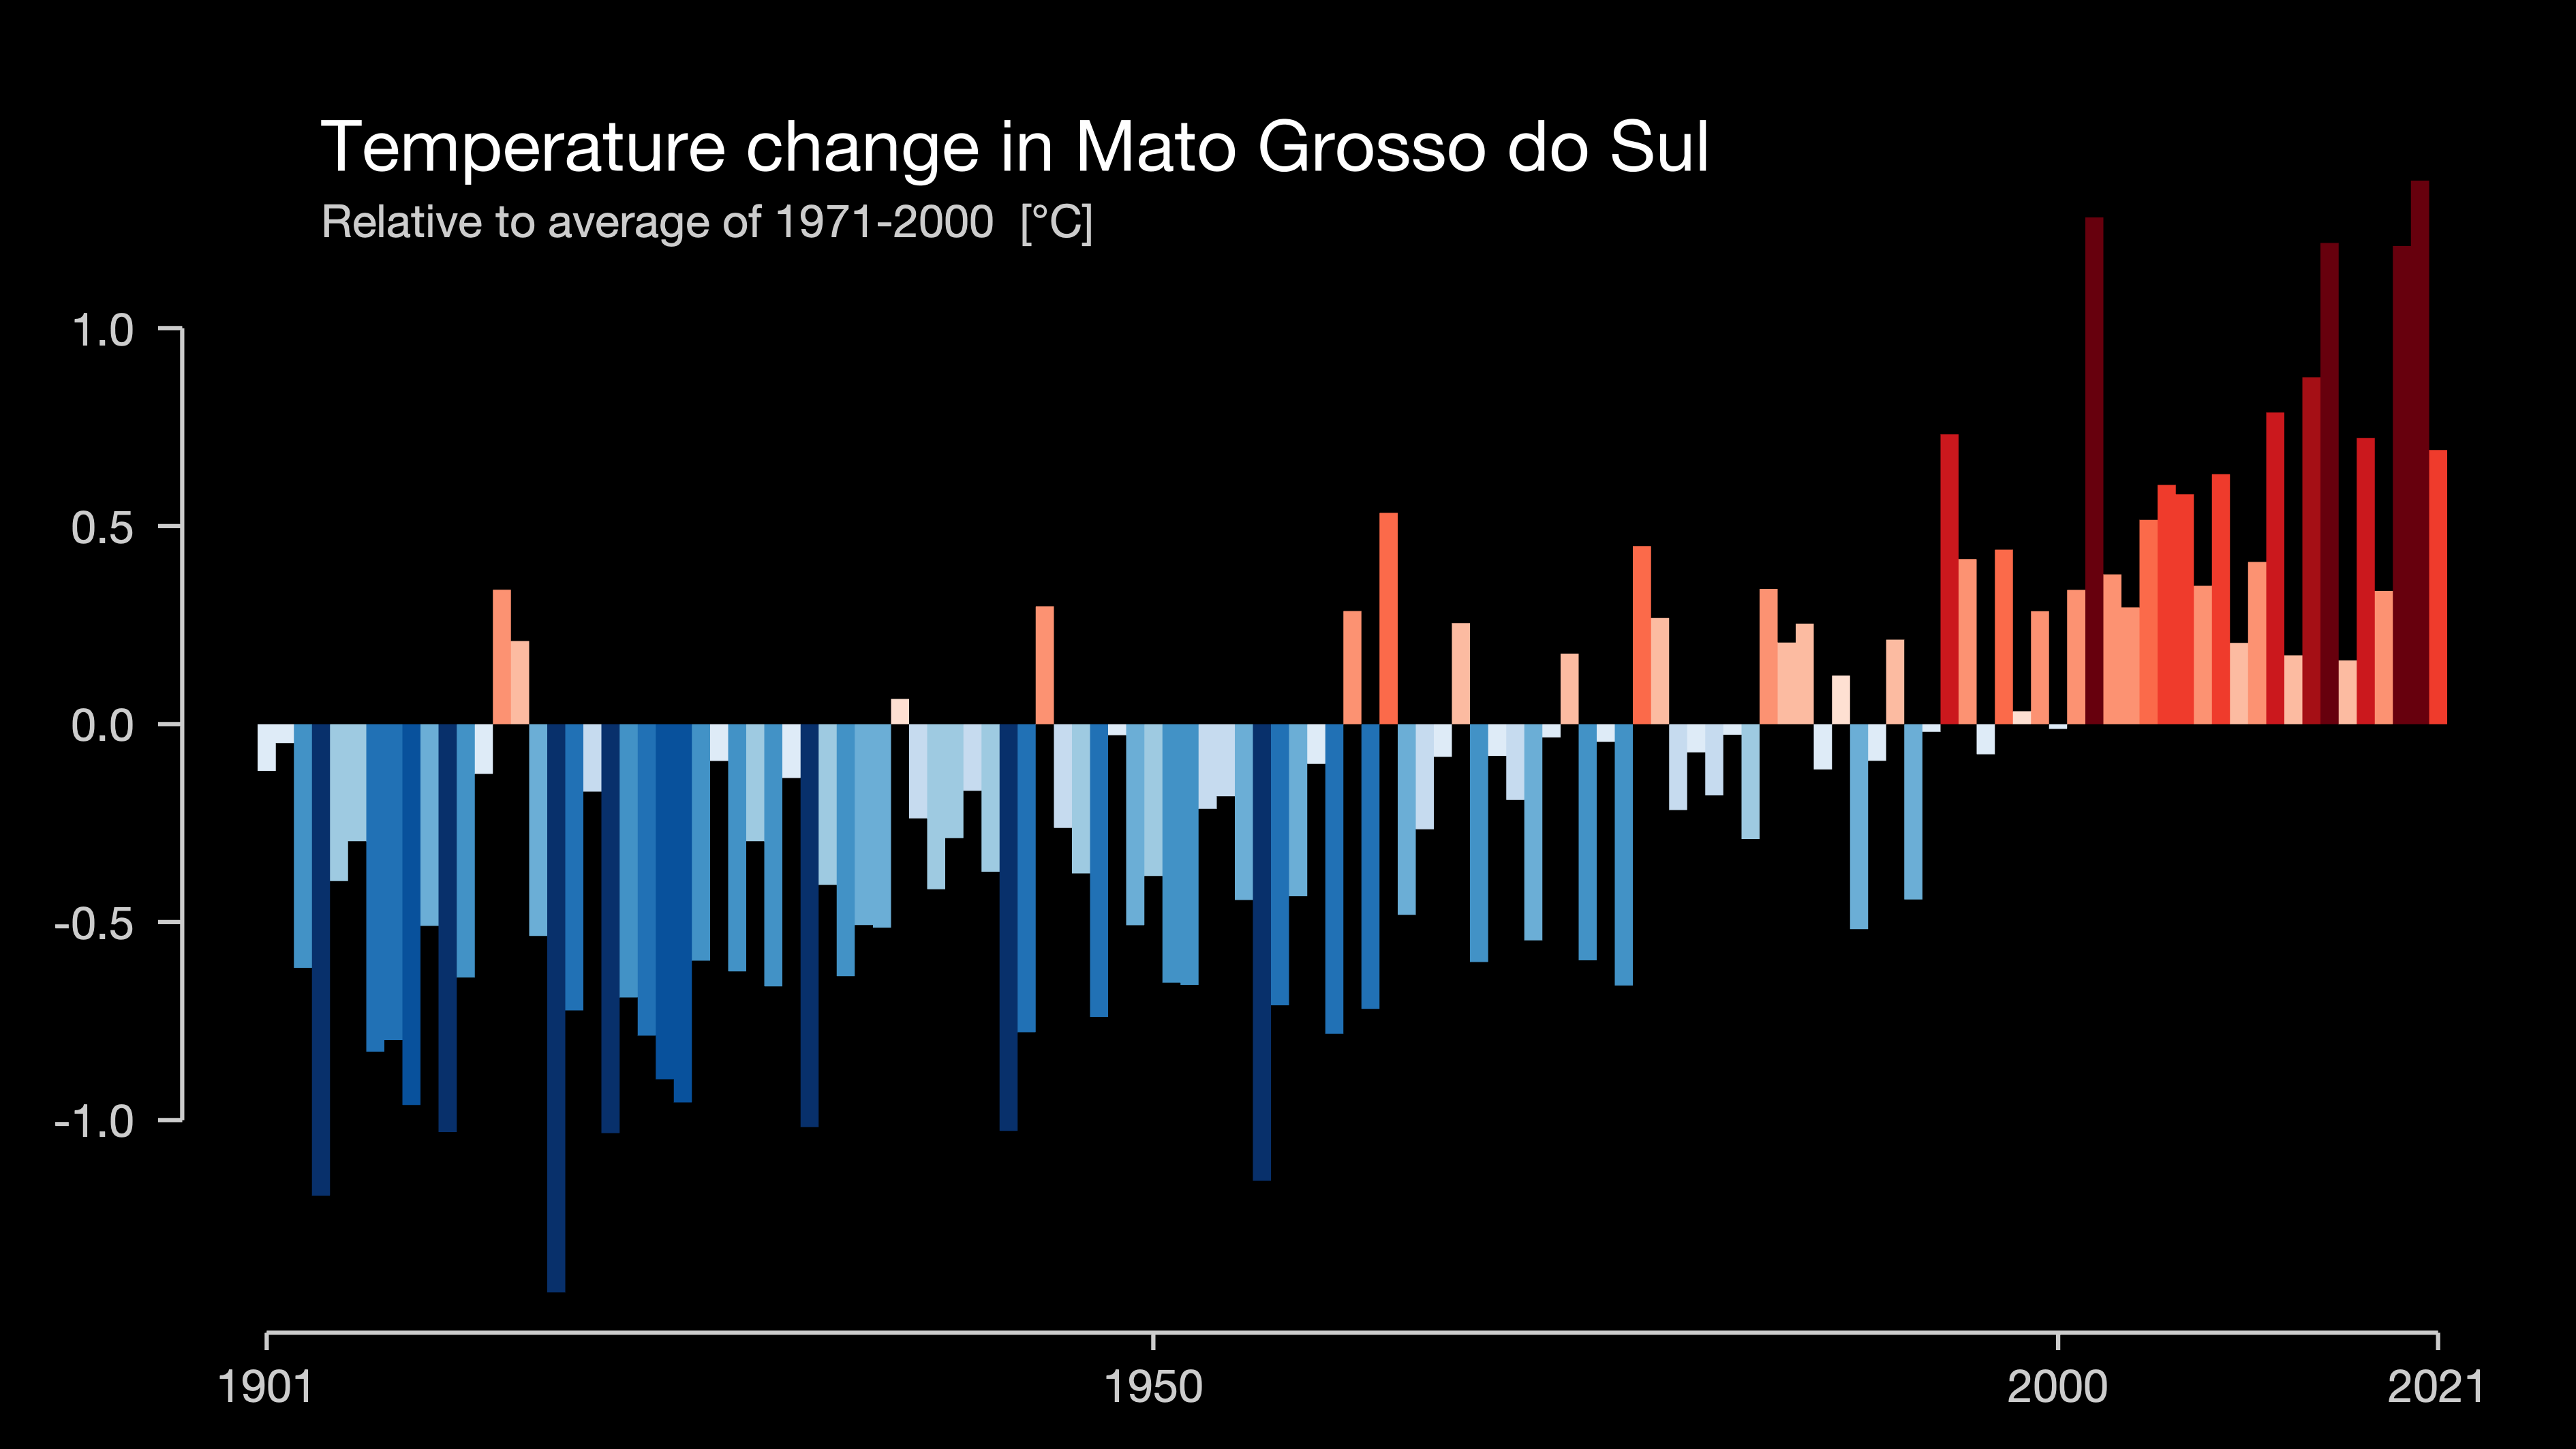 Temperature change in Mato Grosso do Sul
Relative to average of 1971-2000 [°C]
1.0
0.5
0.0
-0.5
-1.0
1901 1950 2000 2021